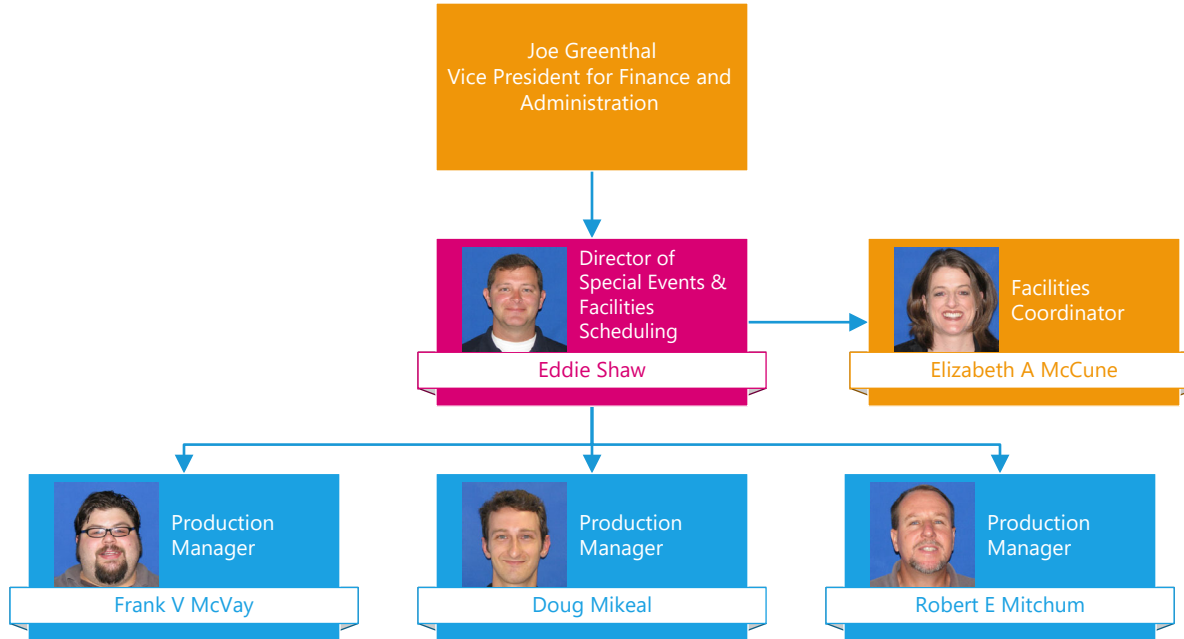 Joe Greenthal
Vice President for Finance and
Administration
Director of
Special Events &
Facilities
Scheduling
Eddie Shaw
Facilities
Coordinator
Elizabeth A McCune
Production
Manager
Frank V McVay
Production
Manager
Doug Mikeal
Production
Manager
Robert E Mitchum